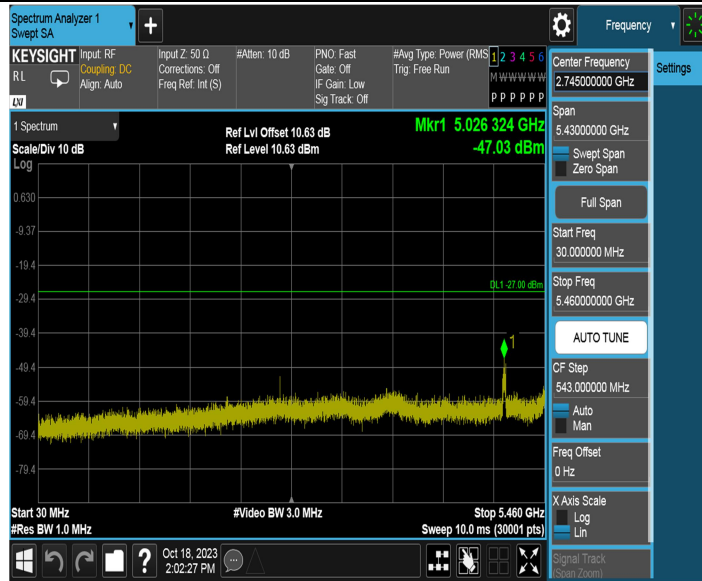 Spectrum Analyzer 1
Swept SA
+
Frequency
KEYSIGHT
RL
LXI
Input: RF
Coupling: DC
Align: Auto
Input Z: 50 Ω
Corrections: Off
Freq Ref: Int (S)
#Atten: 10 dB
PNO: Fast
Gate: Off
IF Gain: Low
Sig Track: Off
#Avg Type: Power (RMS
Trig: Free Run
1 2 3 4 5 6
M W W W W W
P P P P P P
Center Frequency
2.745000000 GHz
Settings
Span
5.43000000 GHz
Swept Span
Zero Span
Full Span
Start Freq
30.000000 MHz
Stop Freq
5.460000000 GHz
AUTO TUNE
CF Step
543.000000 MHz
Auto
Man
Freq Offset
0 Hz
X Axis Scale
Log
Lin
Signal Track
(Span Zoom)
1 Spectrum
Scale/Div 10 dB
Log
Ref Lvl Offset 10.63 dB
Ref Level 10.63 dBm
Mkr1 5.026 324 GHz
-47.03 dBm
0.630
-9.37
-19.4
DL1 -27.00 dBm
-29.4
-39.4
1
-49.4
-59.4
-69.4
-79.4
Start 30 MHz
#Res BW 1.0 MHz
#Video BW 3.0 MHz
Stop 5.460 GHz
Sweep 10.0 ms (30001 pts)
?
Oct 18, 2023
2:02:27 PM